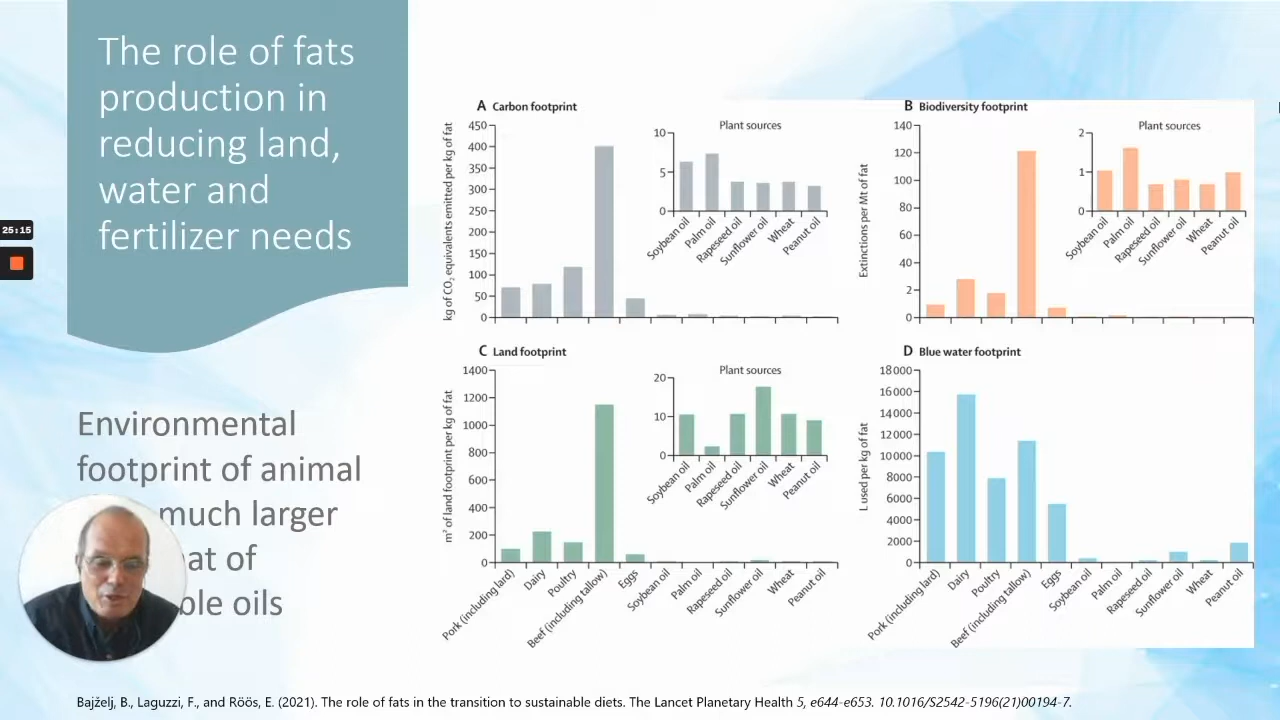 The role of fats
production in
reducing land,
water and
fertilizer needs
25:15
Environmental
footprint of animal
much larger
of
oils
A Carbon footprint
kg of CO₂ equivalents emitted per kg of fat
450
400
350
300
250
200
150
100
50
0
Plant sources
10
5
0
Soybean oil
Palm oil
Rapeseed oil
Sunflower oil
Wheat
Peanut oil
B Biodiversity footprint
Extinctions per Mt of fat
140
120
100
80
60
40
2
0
Plant sources
2
1
0
Soybean oil
Palm oil
Rapeseed oil
Sunflower oil
Wheat
Peanut oil
C Land footprint
m² of land footprint per kg of fat
1400
1200
1000
800
600
400
200
0
Plant sources
20
10
0
Soybean oil
Palm oil
Rapeseed oil
Sunflower oil
Wheat
Peanut oil
Pork (including lard)
Dairy
Poultry
Beef (including tallow)
Eggs
Soybean oil
Palm oil
Rapeseed oil
Sunflower oil
Wheat
Peanut oil
D Blue water footprint
L used per kg of fat
18 000
16 000
14 000
12 000
10 000
8000
6000
4000
2000
0
Pork (including lard)
Dairy
Poultry
Beef (including tallow)
Eggs
Soybean oil
Palm oil
Rapeseed oil
Sunflower oil
Wheat
Peanut oil
Bajželj, B., Laguzzi, F., and Röös, E. (2021). The role of fats in the transition to sustainable diets. The Lancet Planetary Health 5, e644-e653. 10.1016/S2542-5196(21)00194-7.